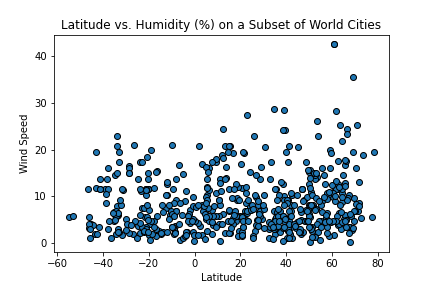 Latitude vs. Humidity (%) on a Subset of World Cities
Wind Speed
40
30
20
10
0
−60 −40 −20 0 20 40 60 80
Latitude